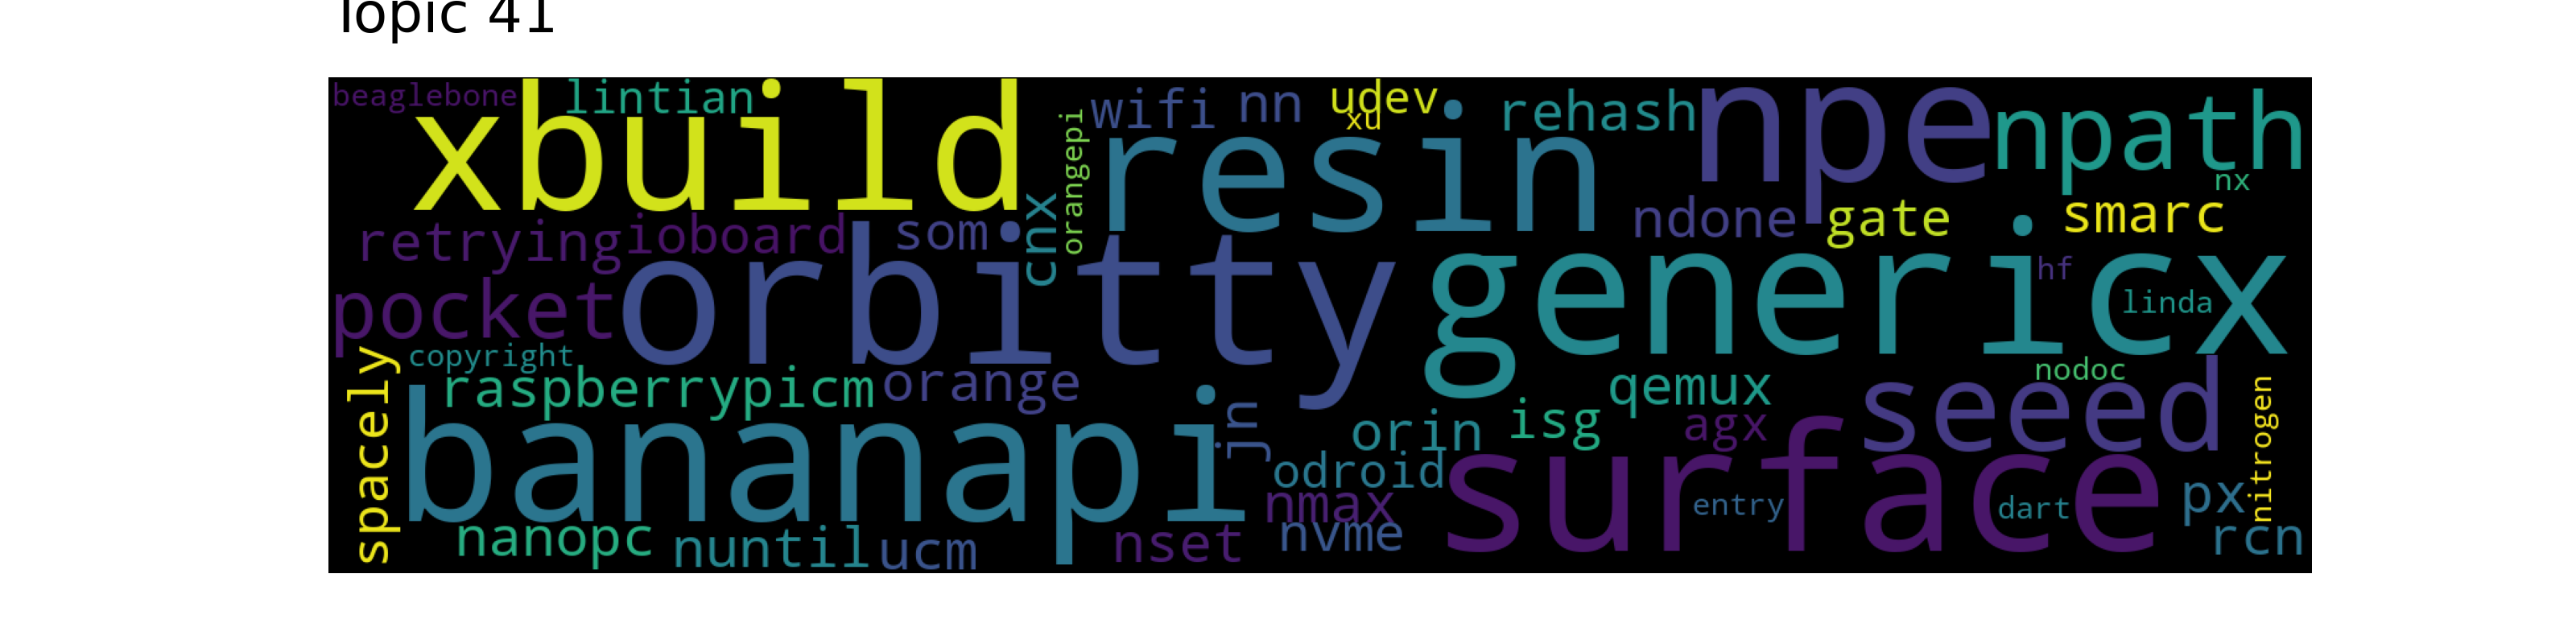 Topic 41
beaglebone lintian wifi nn udev rehash npe npath
xbuild orangepi resin xu nx
retrying ioboard som cnx ndone gate smarc
pocket orbitty genericx hf linda
copyright nodoc
spacely raspberrypicm orange qemux seeed nitrogen
bananapi jn orin isg agx
odroid surface
nmax entry dart px
nanopc nuntil ucm nset nvme rcn